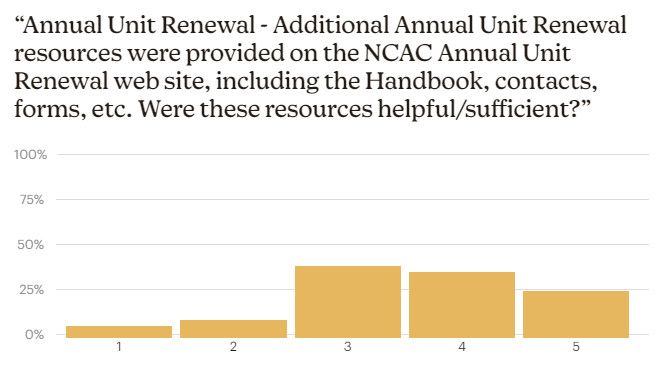 “Annual Unit Renewal - Additional Annual Unit Renewal
resources were provided on the NCAC Annual Unit
Renewal web site, including the Handbook, contacts,
forms, etc. Were these resources helpful/sufficient?”
100%
75%
50%
25%
0%
1 2 3 4 5